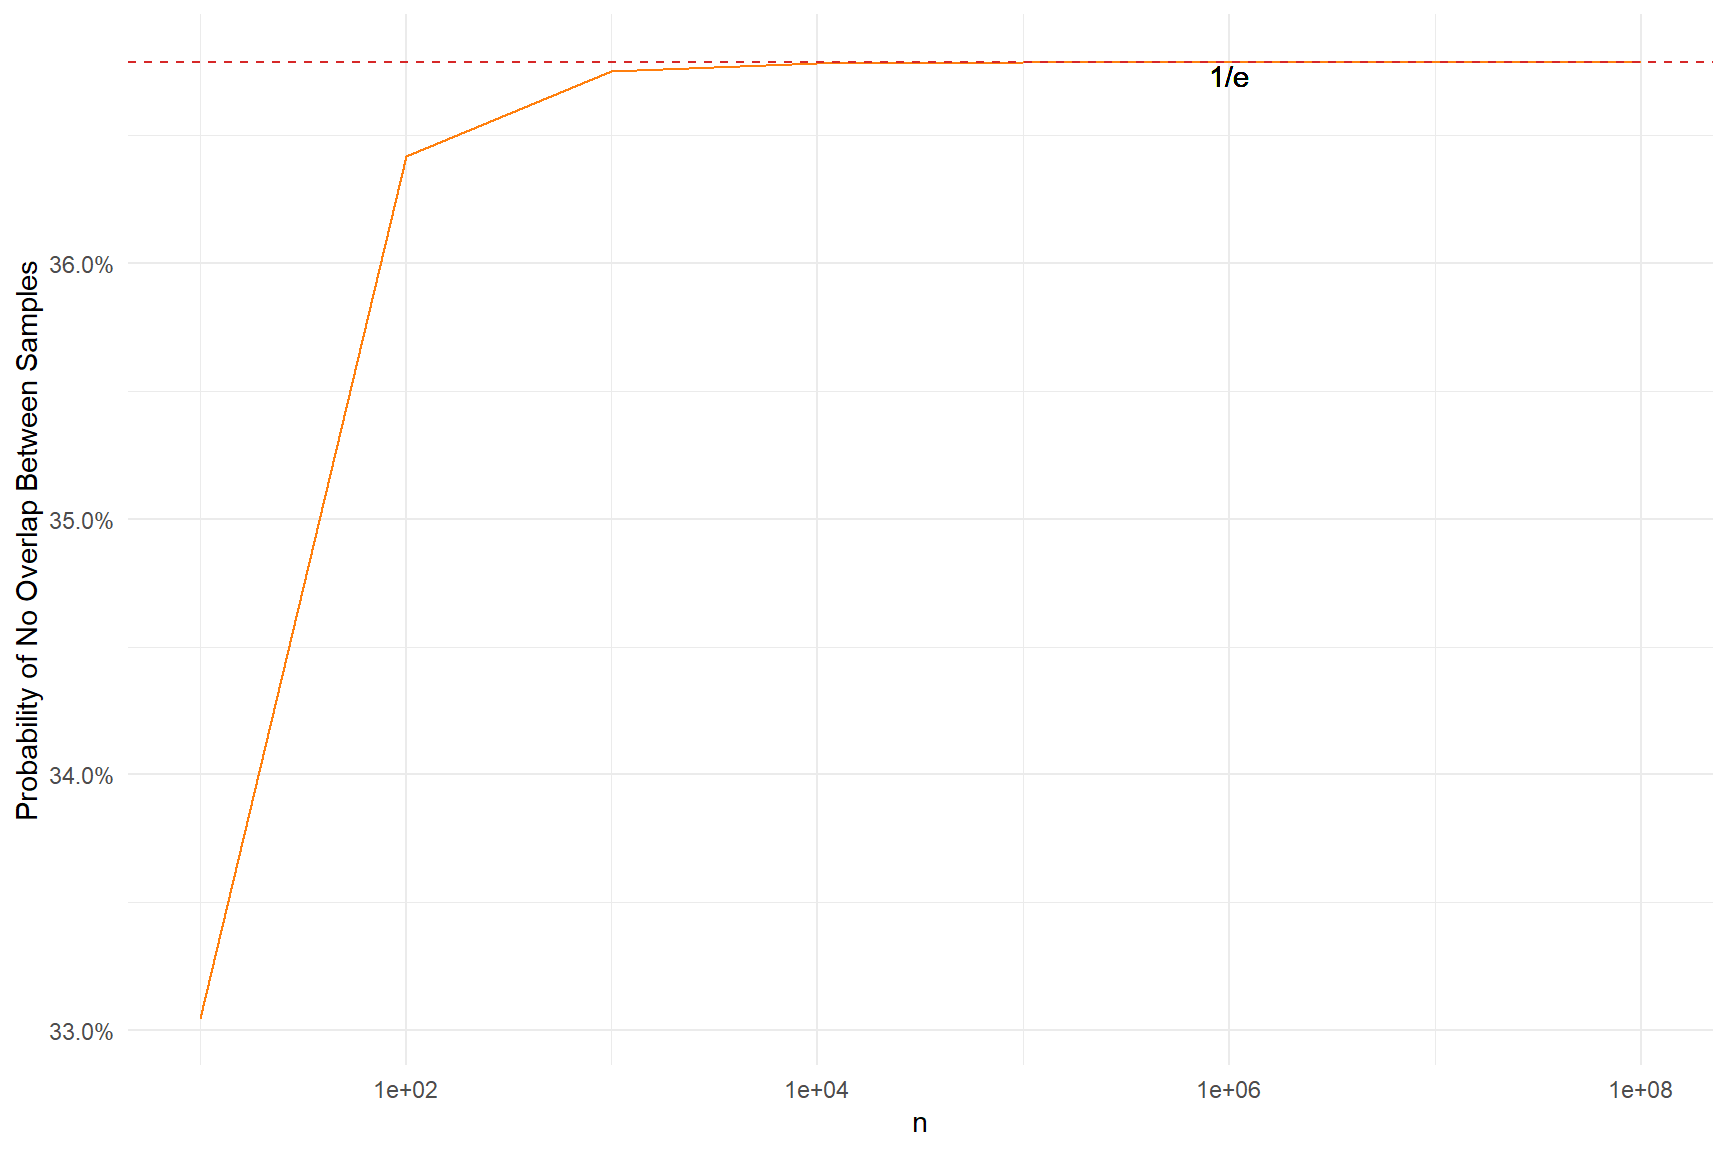 1/e
Probability of No Overlap Between Samples
36.0%
35.0%
34.0%
33.0%
1e+02 1e+04 1e+06 1e+08
n